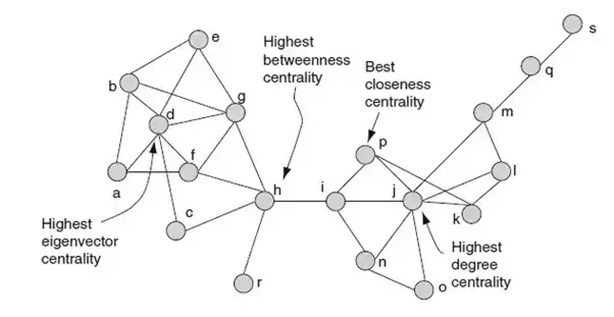 s
e
Highest
betweenness
centrality
q
b
Best
closeness
centrality
g
d
m
p
f
l
a
h
i
j
k
c
Highest
eigenvector
centrality
Highest
degree
centrality
n
r
o